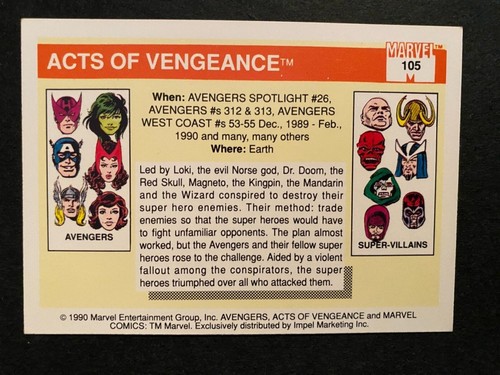 ACTS OF VENGEANCE™
MARVEL™
105
When: AVENGERS SPOTLIGHT #26,
AVENGERS #s 312 & 313, AVENGERS
WEST COAST #s 53-55 Dec., 1989 - Feb.,
1990 and many, many others
Where: Earth
Led by Loki, the evil Norse god, Dr. Doom, the
Red Skull, Magneto, the Kingpin, the Mandarin
and the Wizard conspired to destroy their
super hero enemies. Their method: trade
enemies so that the super heroes would have
to fight unfamiliar opponents. The plan almost
worked, but the Avengers and their fellow super
heroes rose to the challenge. Aided by a violent
fallout among the conspirators, the super
heroes triumphed over all who attacked them.
AVENGERS
SUPER-VILLAINS
© 1990 Marvel Entertainment Group, Inc. AVENGERS, ACTS OF VENGEANCE and MARVEL
COMICS: TM Marvel. Exclusively distributed by Impel Marketing Inc.